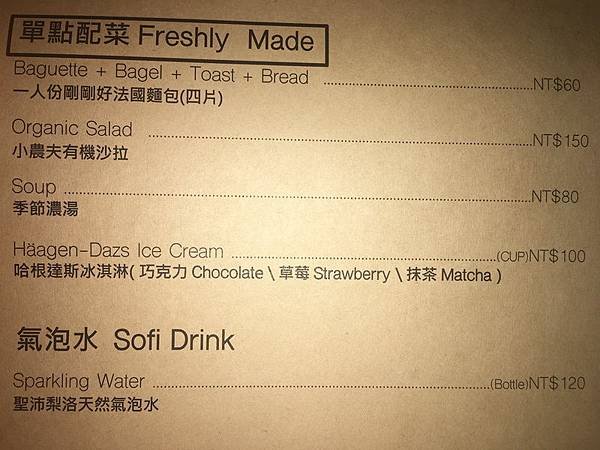 單點配菜 Freshly Made
Baguette + Bagel + Toast + Bread ........ NT$60
一人份剛剛好法國麵包(四片)
Organic Salad ........ NT$150
小農夫有機沙拉
Soup ........ NT$80
季節濃湯
Häagen-Dazs Ice Cream ........ (CUP)NT$100
哈根達斯冰淇淋( 巧克力 Chocolate \ 草莓 Strawberry \ 抹茶 Matcha )
氣泡水 Sofi Drink
Sparkling Water ........ (Bottle)NT$120
聖沛黎洛天然氣泡水